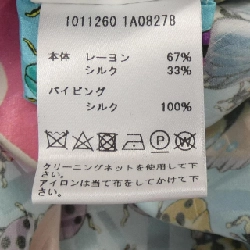 1011260 1A0827B
本体 レーヨン 67%
シルク 33%
パイピング
シルク 100%
クリーニングネットを使用して下さい。
アイロンは当て布をしてかけて下さい。